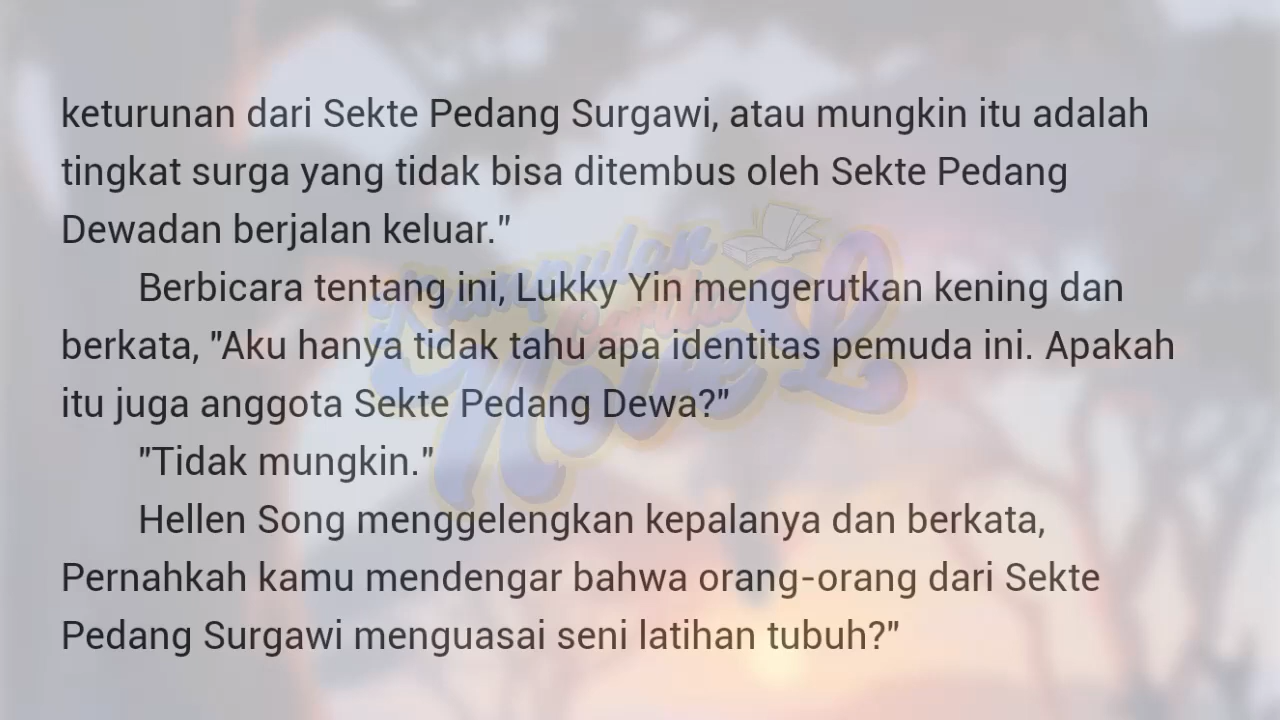 keturunan dari Sekte Pedang Surgawi, atau mungkin itu adalah
tingkat surga yang tidak bisa ditembus oleh Sekte Pedang
Dewadan berjalan keluar."
Berbicara tentang ini, Lukky Yin mengerutkan kening dan
berkata, "Aku hanya tidak tahu apa identitas pemuda ini. Apakah
itu juga anggota Sekte Pedang Dewa?"
"Tidak mungkin."
Hellen Song menggelengkan kepalanya dan berkata,
Pernahkah kamu mendengar bahwa orang-orang dari Sekte
Pedang Surgawi menguasai seni latihan tubuh?"
Kumpulan
Cerita
NoveL